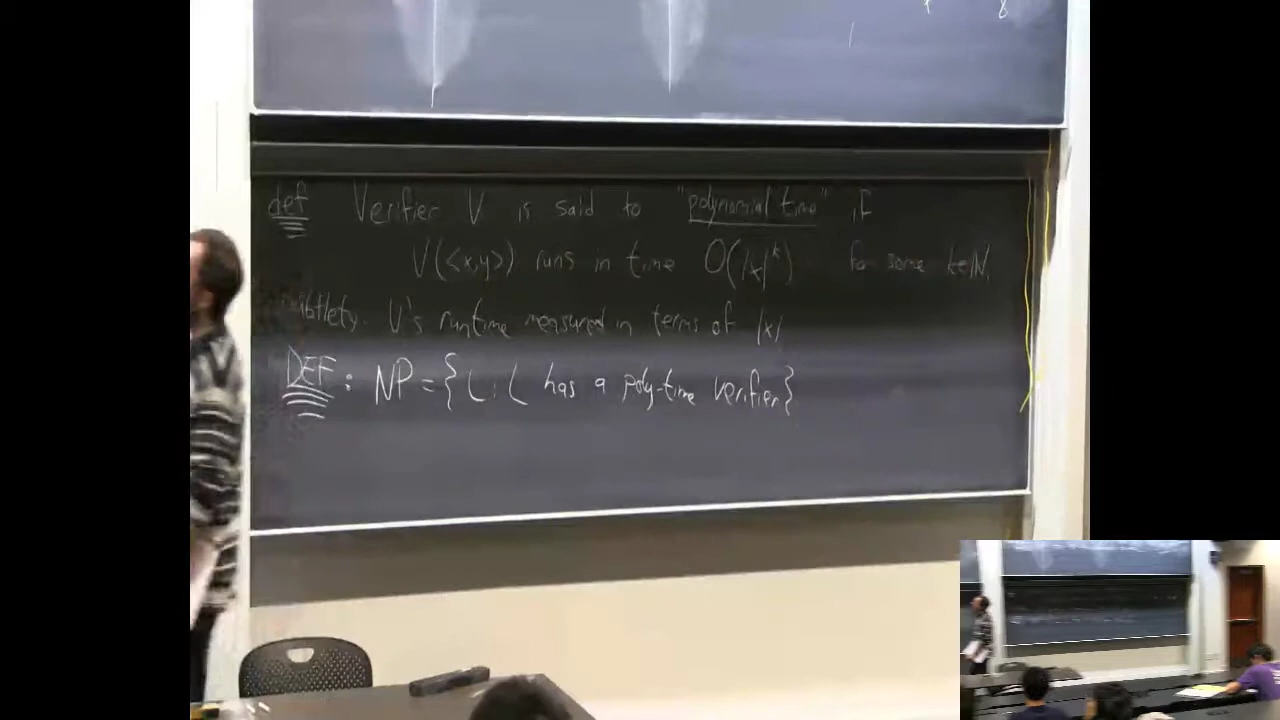 def Verifier V is said to "polynomial time" if
V(<x,y>) runs in time O(|x|^k) for some k∈ℕ.
V's runtime measured in terms of |x|
DEF: NP = {L : L has a poly-time verifier}